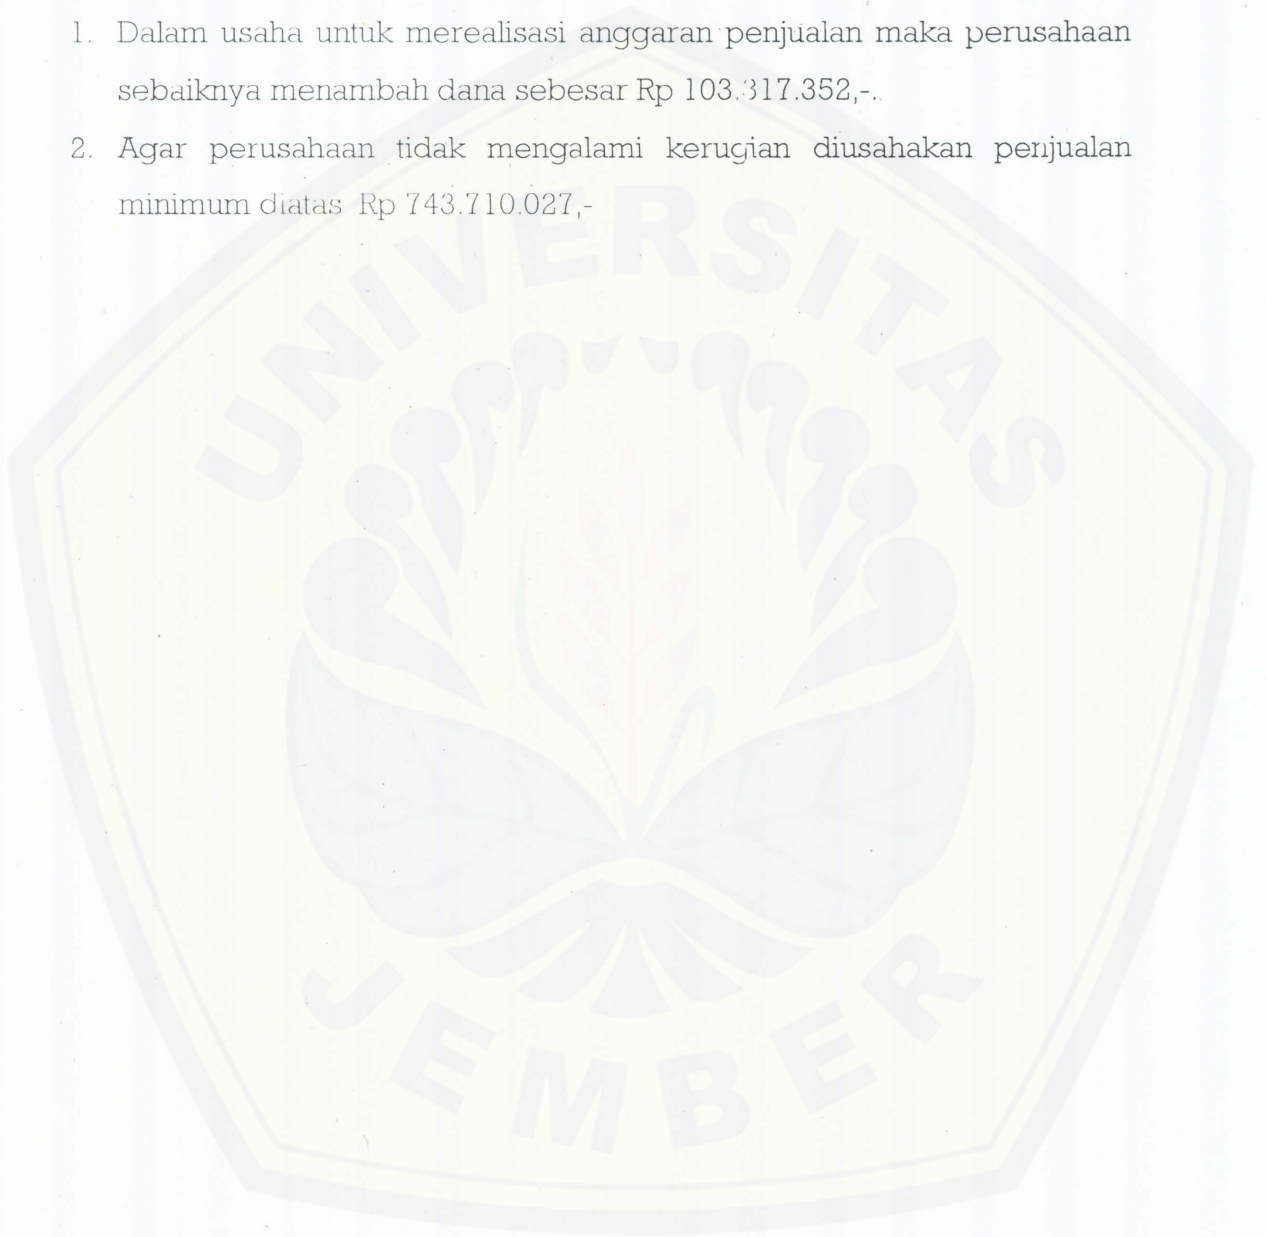 1. Dalam usaha untuk merealisasi anggaran penjualan maka perusahaan
sebaiknya menambah dana sebesar Rp 103.317.352,-.
2. Agar perusahaan tidak mengalami kerugian diusahakan penjualan
minimum diatas Rp 743.710.027,-
UNIVERSITAS
JEMBER